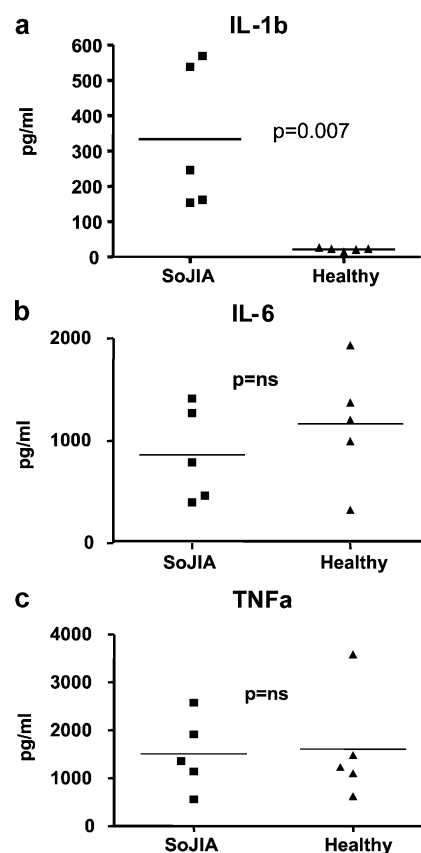 a
IL-1b
600
500
400
300
200
100
0
pg/ml
p=0.007
SoJIA
Healthy
b
IL-6
2000
1000
0
pg/ml
p=ns
SoJIA
Healthy
c
TNFa
4000
3000
2000
1000
0
pg/ml
p=ns
SoJIA
Healthy